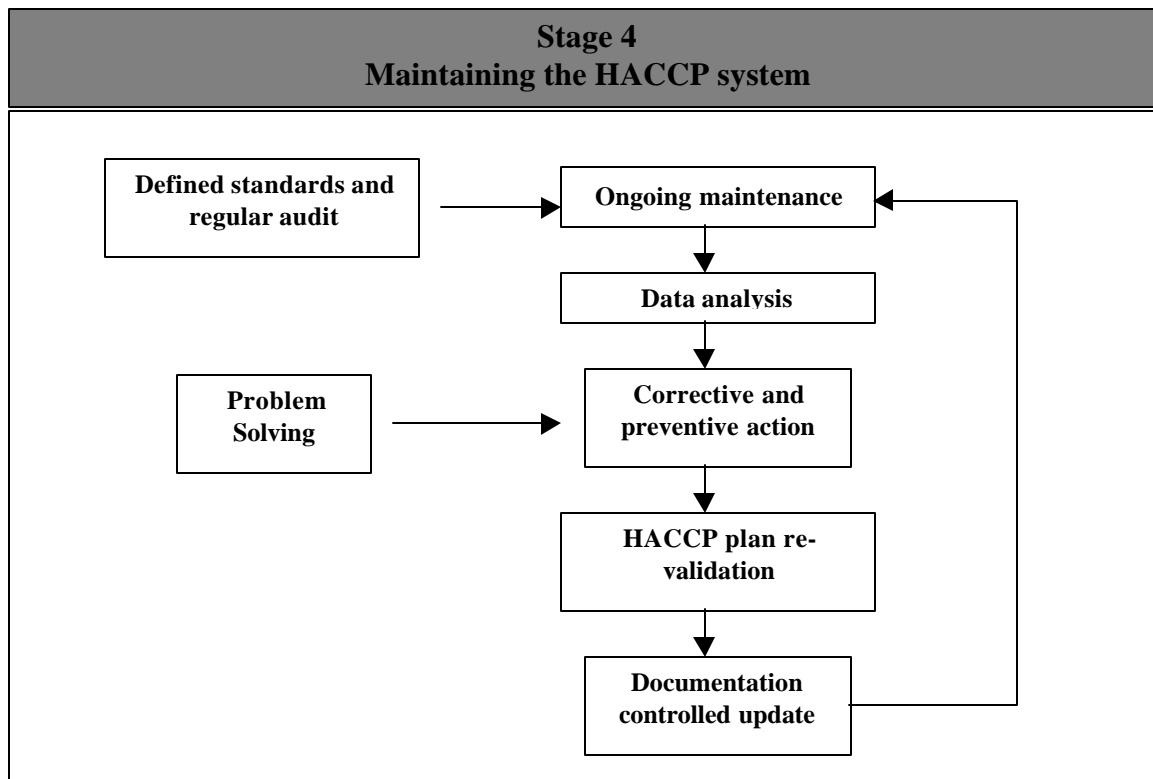 Stage 4
Maintaining the HACCP system
Defined standards and
regular audit
Ongoing maintenance
Data analysis
Problem
Solving
Corrective and
preventive action
HACCP plan re-
validation
Documentation
controlled update